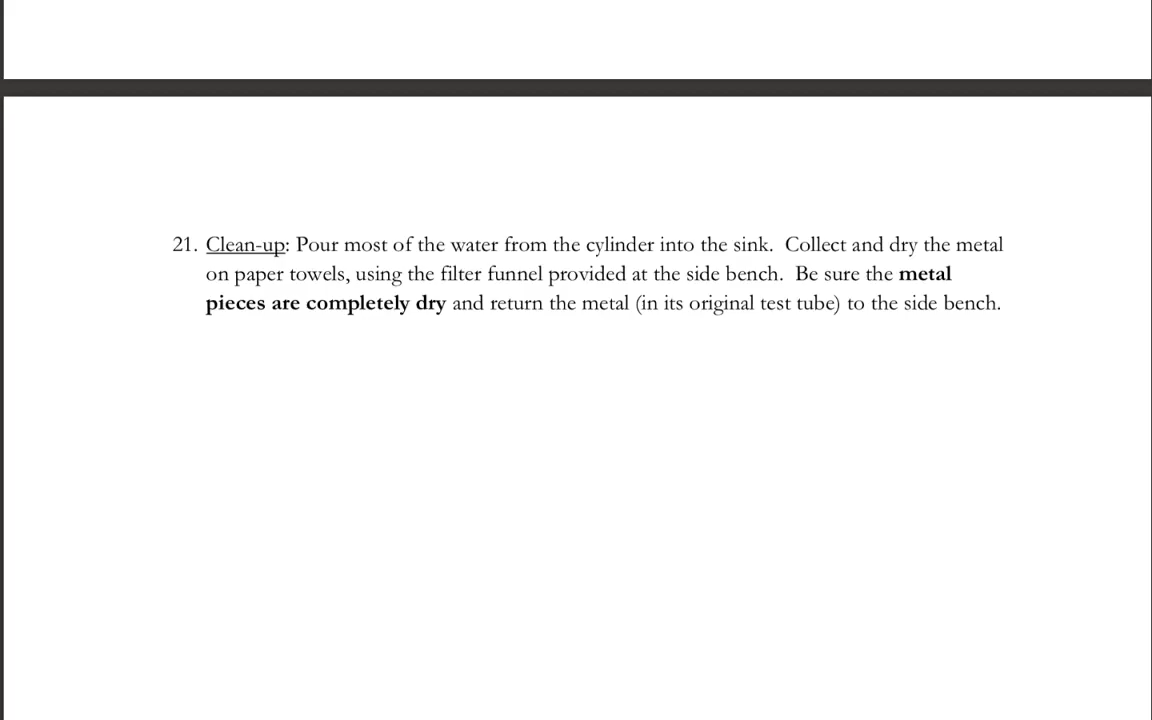 21. Clean-up: Pour most of the water from the cylinder into the sink.  Collect and dry the metal
on paper towels, using the filter funnel provided at the side bench.  Be sure the metal
pieces are completely dry and return the metal (in its original test tube) to the side bench.